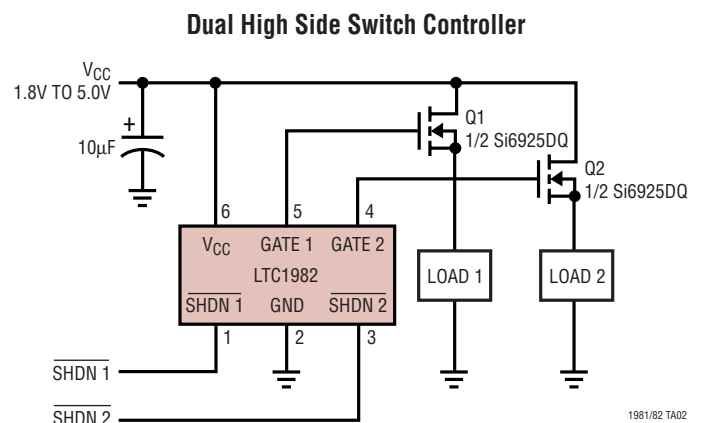 Dual High Side Switch Controller
VCC
1.8V TO 5.0V
+
10µF
Q1
1/2 Si6925DQ
Q2
1/2 Si6925DQ
6
5
4
VCC
GATE 1
GATE 2
LTC1982
SHDN 1
GND
SHDN 2
LOAD 1
LOAD 2
1
2
3
SHDN 1
SHDN 2
1981/82 TA02